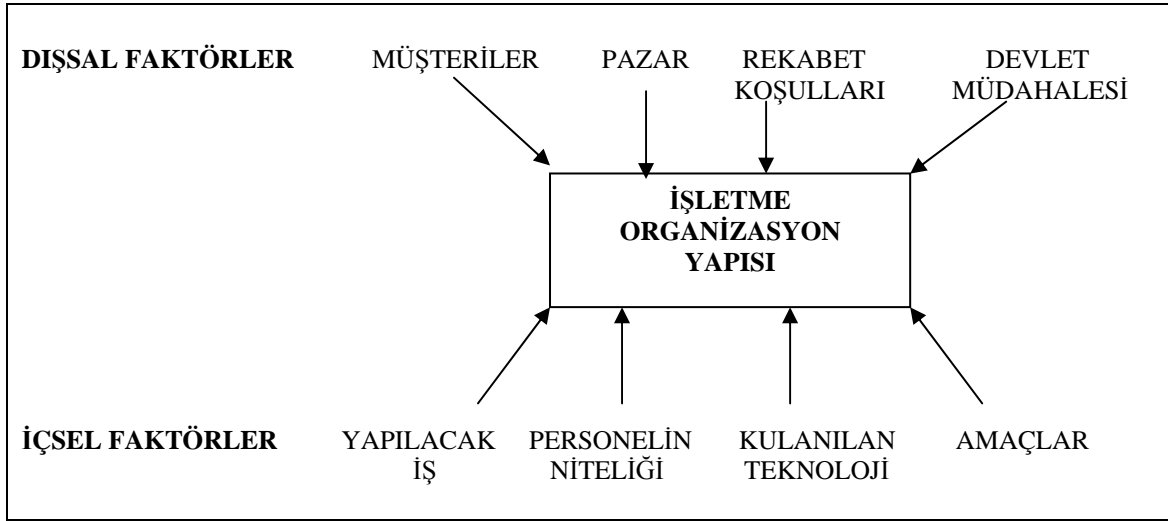 DIŞSAL FAKTÖRLER MÜŞTERİLER PAZAR REKABET DEVLET
KOŞULLARI MÜDAHALESİ
İŞLETME
ORGANİZASYON
YAPISI
İÇSEL FAKTÖRLER YAPILACAK PERSONELİN KULANILAN AMAÇLAR
İŞ NİTELİĞİ TEKNOLOJİ